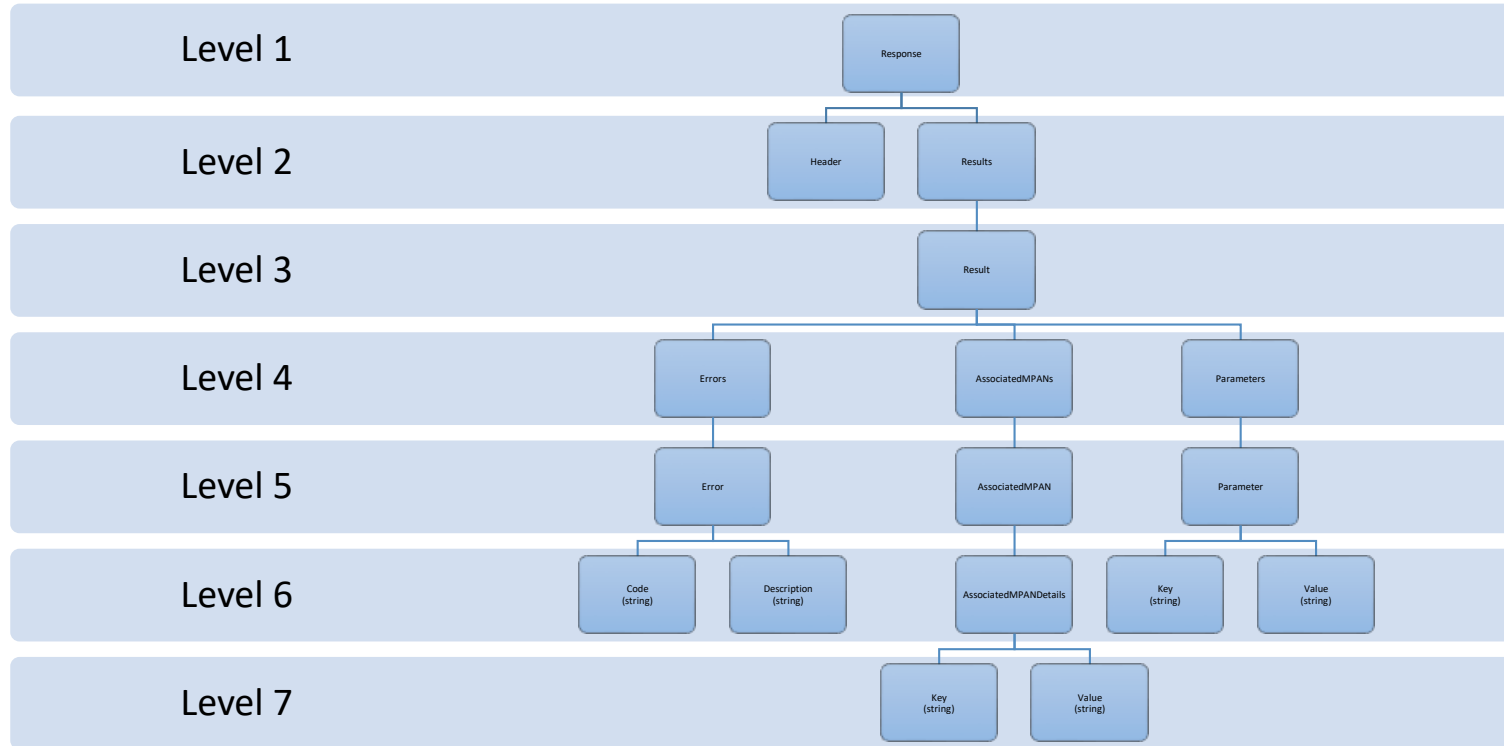 Level 1
Response
Level 2
Header
Results
Level 3
Result
Level 4
Errors
AssociatedMPANs
Parameters
Level 5
Error
AssociatedMPAN
Parameter
Level 6
Code
(string)
Description
(string)
AssociatedMPANDetails
Key
(string)
Value
(string)
Level 7
Key
(string)
Value
(string)